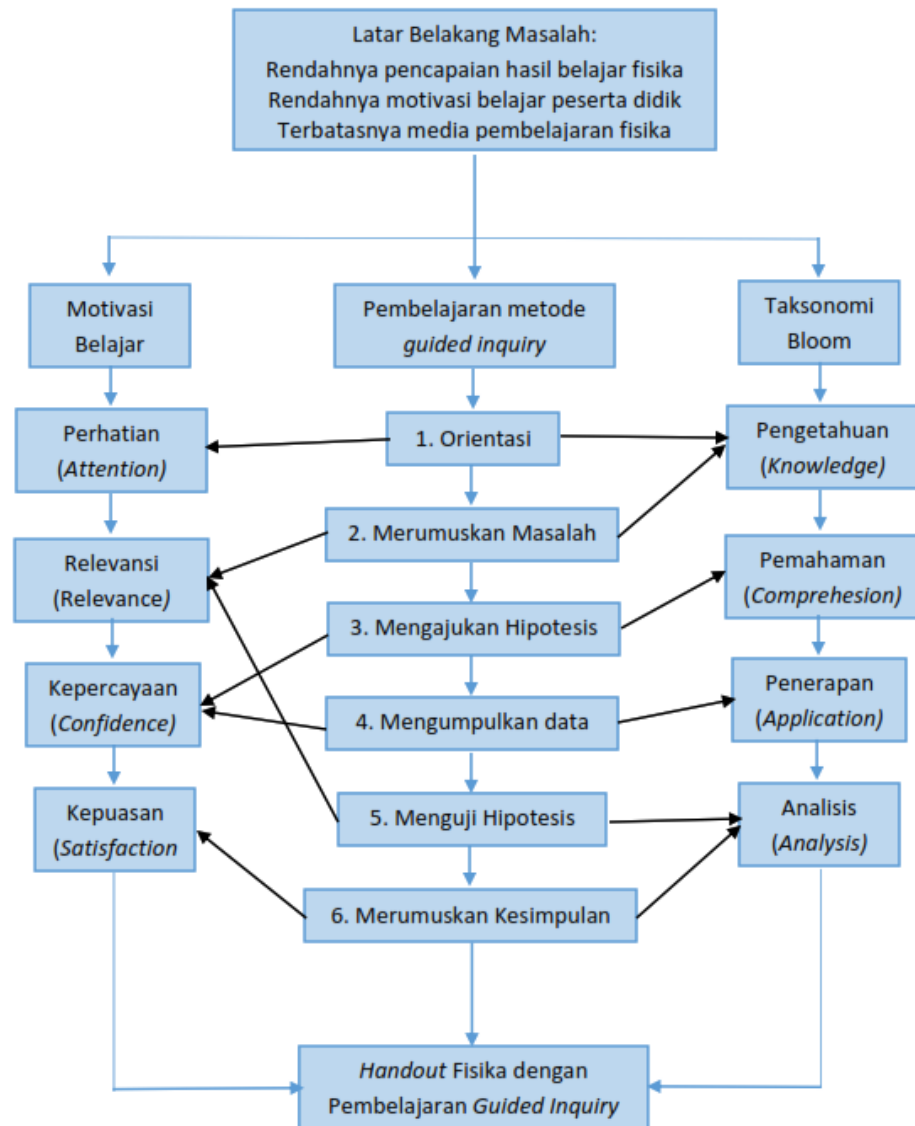 Latar Belakang Masalah:
Rendahnya pencapaian hasil belajar fisika
Rendahnya motivasi belajar peserta didik
Terbatasnya media pembelajaran fisika
Motivasi
Belajar
Pembelajaran metode
guided inquiry
Taksonomi
Bloom
Perhatian
(Attention)
1. Orientasi
Pengetahuan
(Knowledge)
2. Merumuskan Masalah
Relevansi
(Relevance)
Pemahaman
(Comprehesion)
3. Mengajukan Hipotesis
Kepercayaan
(Confidence)
4. Mengumpulkan data
Penerapan
(Application)
Kepuasan
(Satisfaction
5. Menguji Hipotesis
Analisis
(Analysis)
6. Merumuskan Kesimpulan
Handout Fisika dengan
Pembelajaran Guided Inquiry